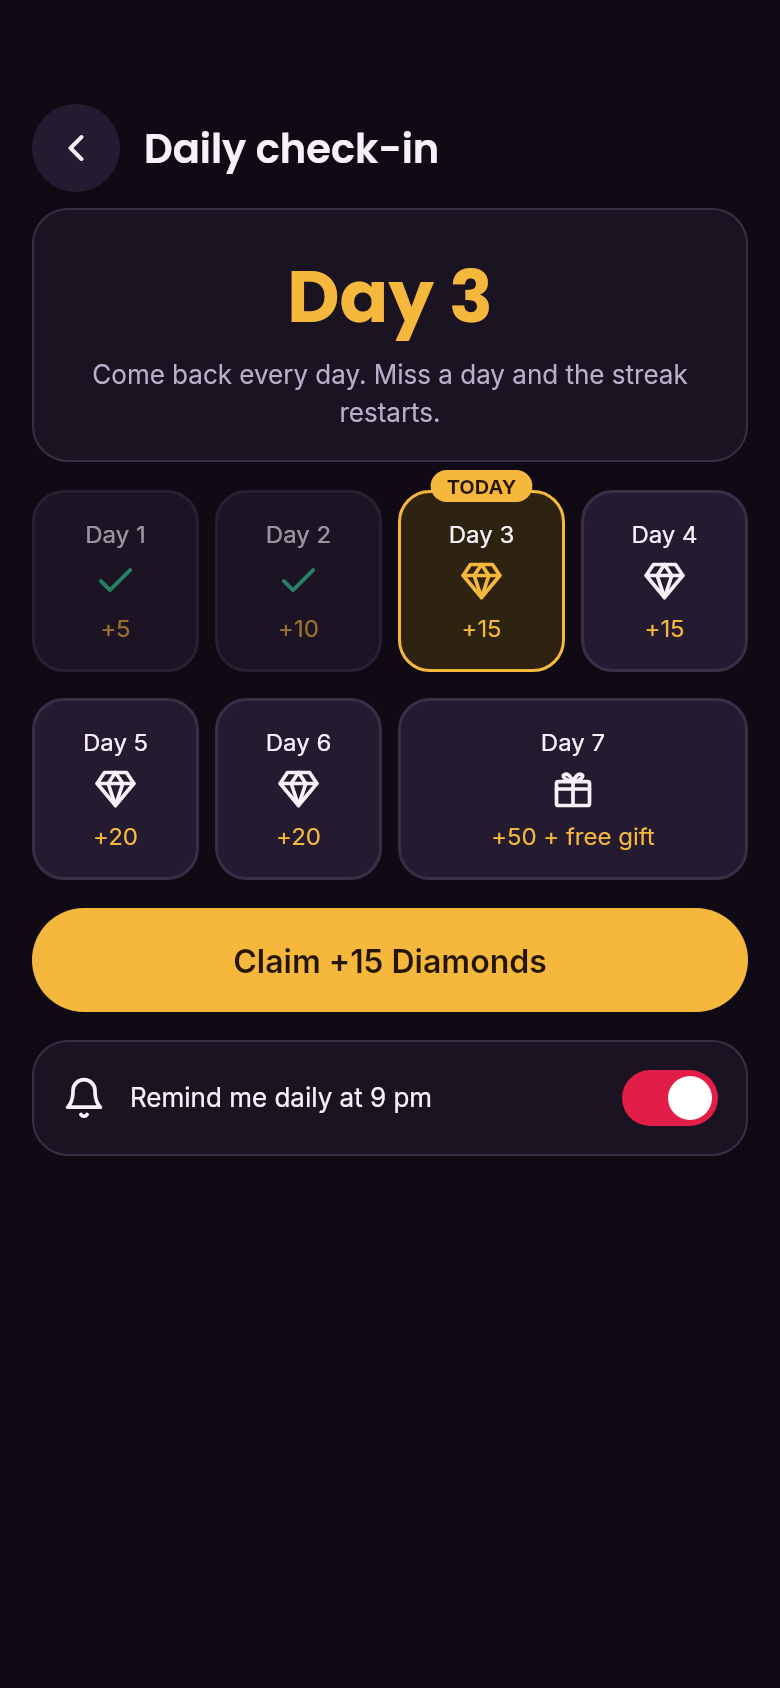 Daily check-in
Day 3
Come back every day. Miss a day and the streak
restarts.
TODAY
Day 1
Day 2
Day 3
Day 4
+5
+10
+15
+15
Day 5
Day 6
Day 7
+20
+20
+50 + free gift
Claim +15 Diamonds
Remind me daily at 9 pm